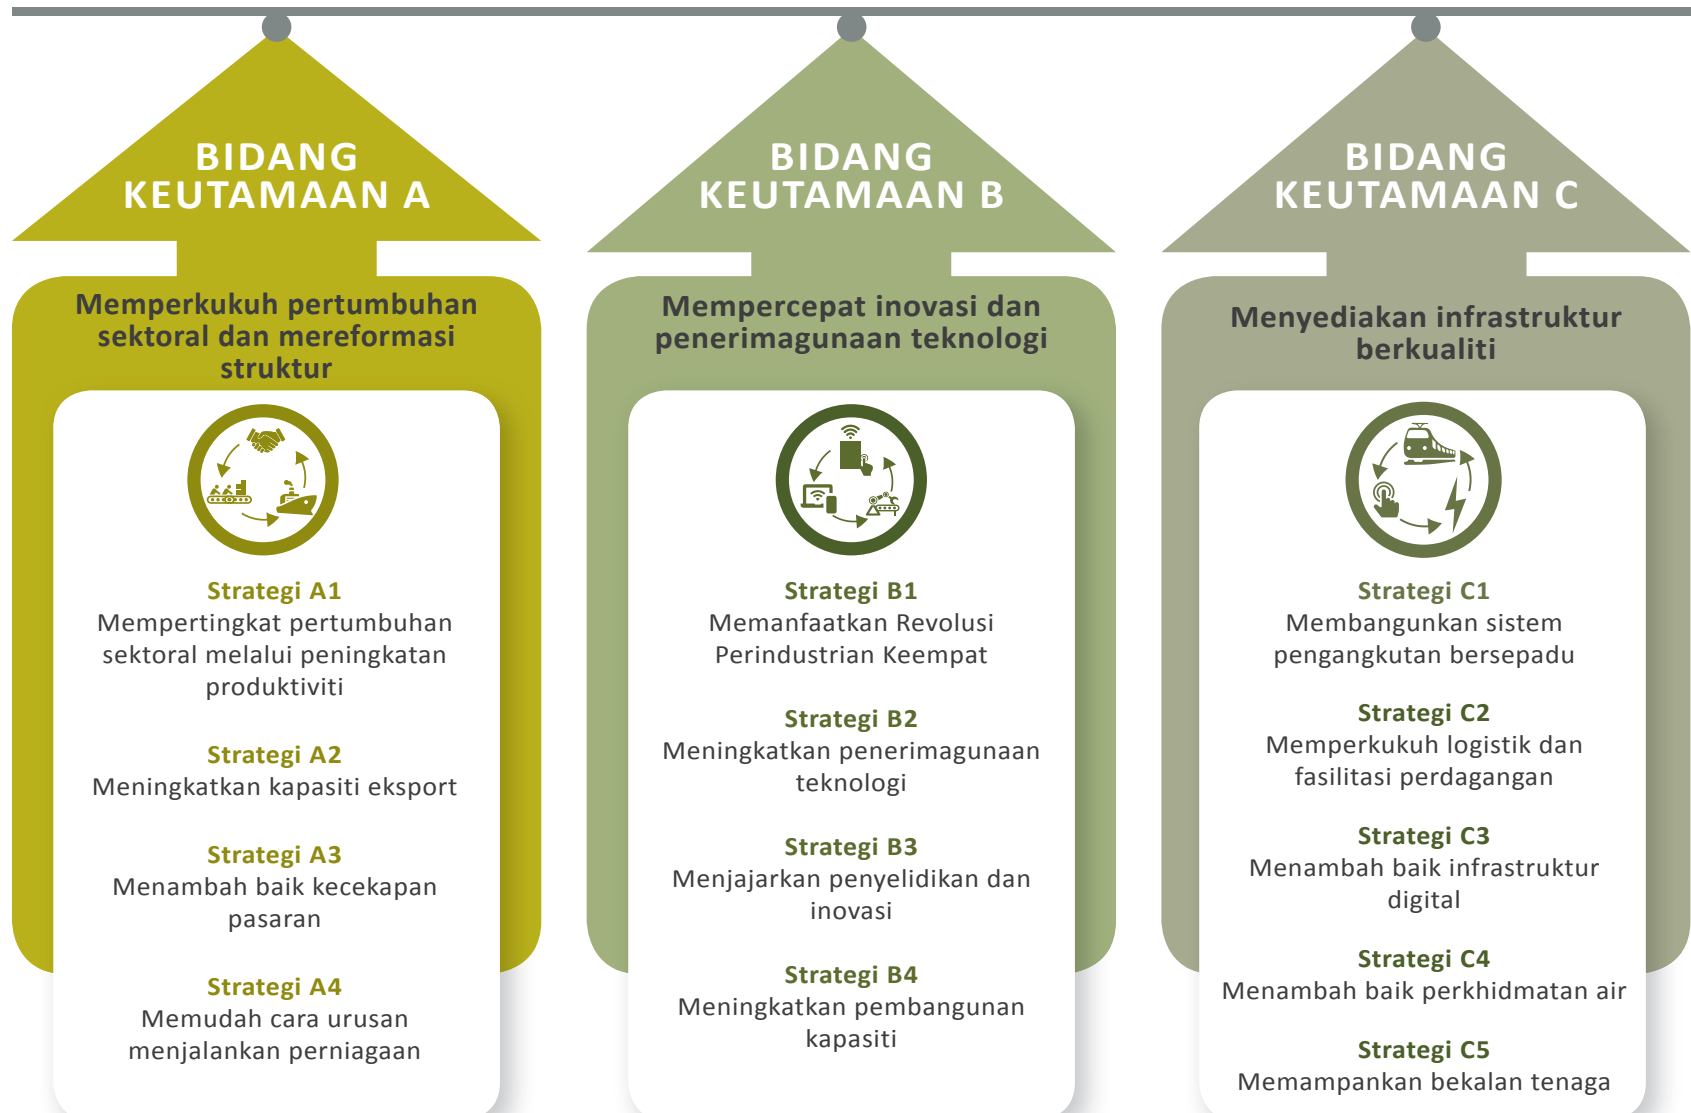 BIDANG
KEUTAMAAN A
Memperkukuh pertumbuhan
sektoral dan mereformasi
struktur
Strategi A1
Mempertingkat pertumbuhan
sektoral melalui peningkatan
produktiviti
Strategi A2
Meningkatkan kapasiti eksport
Strategi A3
Menambah baik kecekapan
pasaran
Strategi A4
Memudah cara urusan
menjalankan perniagaan
BIDANG
KEUTAMAAN B
Mempercepat inovasi dan
penerimagunaan teknologi
Strategi B1
Memanfaatkan Revolusi
Perindustrian Keempat
Strategi B2
Meningkatkan penerimagunaan
teknologi
Strategi B3
Menjajarkan penyelidikan dan
inovasi
Strategi B4
Meningkatkan pembangunan
kapasiti
BIDANG
KEUTAMAAN C
Menyediakan infrastruktur
berkualiti
Strategi C1
Membangunkan sistem
pengangkutan bersepadu
Strategi C2
Memperkukuh logistik dan
fasilitasi perdagangan
Strategi C3
Menambah baik infrastruktur
digital
Strategi C4
Menambah baik perkhidmatan air
Strategi C5
Memampankan bekalan tenaga